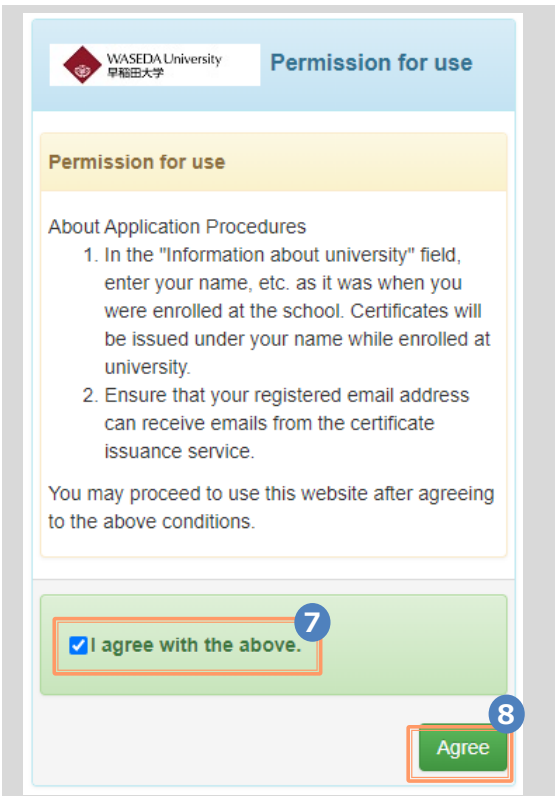 WASEDA University
早稲田大学
Permission for use
Permission for use
About Application Procedures
1. In the "Information about university" field,
enter your name, etc. as it was when you
were enrolled at the school. Certificates will
be issued under your name while enrolled at
university.
2. Ensure that your registered email address
can receive emails from the certificate
issuance service.
You may proceed to use this website after agreeing
to the above conditions.
7
I agree with the above.
8
Agree